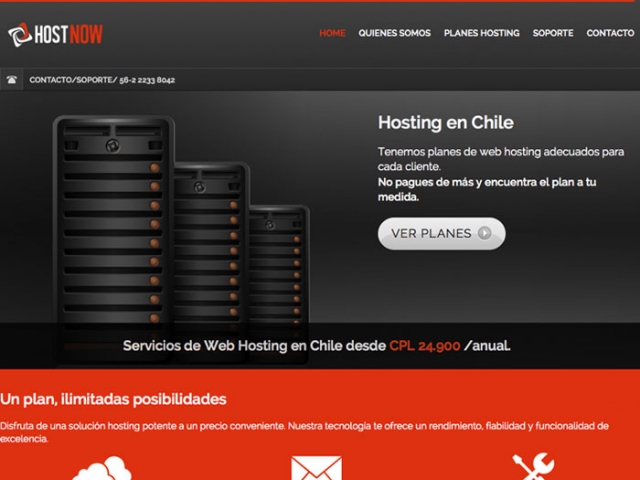 HOSTNOW
HOME QUIENES SOMOS PLANES HOSTING SOPORTE CONTACTO
CONTACTO/SOPORTE/ 56-2 2233 8042
Hosting en Chile
Tenemos planes de web hosting adecuados para
cada cliente.
No pagues de más y encuentra el plan a tu
medida.
VER PLANES
Servicios de Web Hosting en Chile desde CPL 24.900 /anual.
Un plan, ilimitadas posibilidades
Disfruta de una solución hosting potente a un precio conveniente. Nuestra tecnología te ofrece un rendimiento, fiabilidad y funcionalidad de
excelencia.